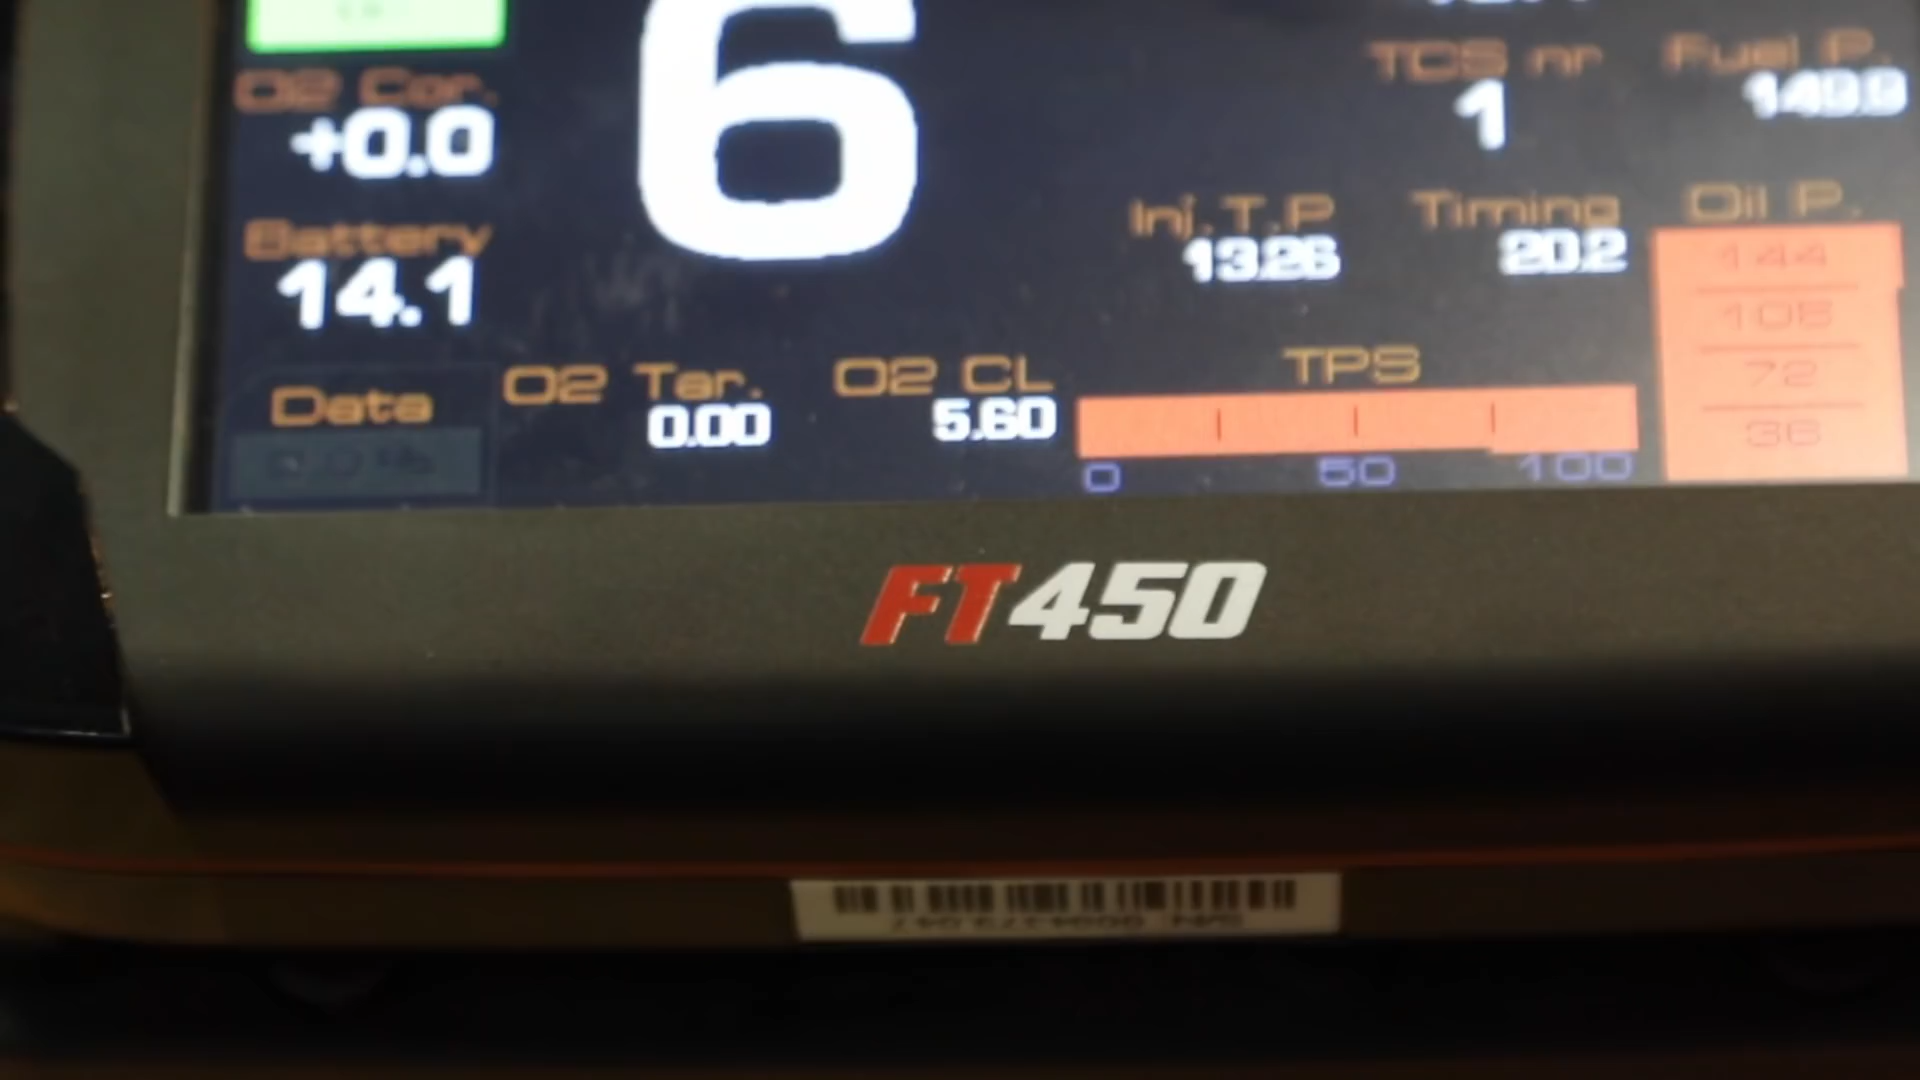 6
TCS nr Fuel P.
1
O2 Cor.
+0.0
Inj.T.P Timing Oil P.
13.26 20.2
144
108
72
36
Battery
14.1
Data O2 Tar. O2 CL TPS
0.00 5.60
0 50 100
FT450